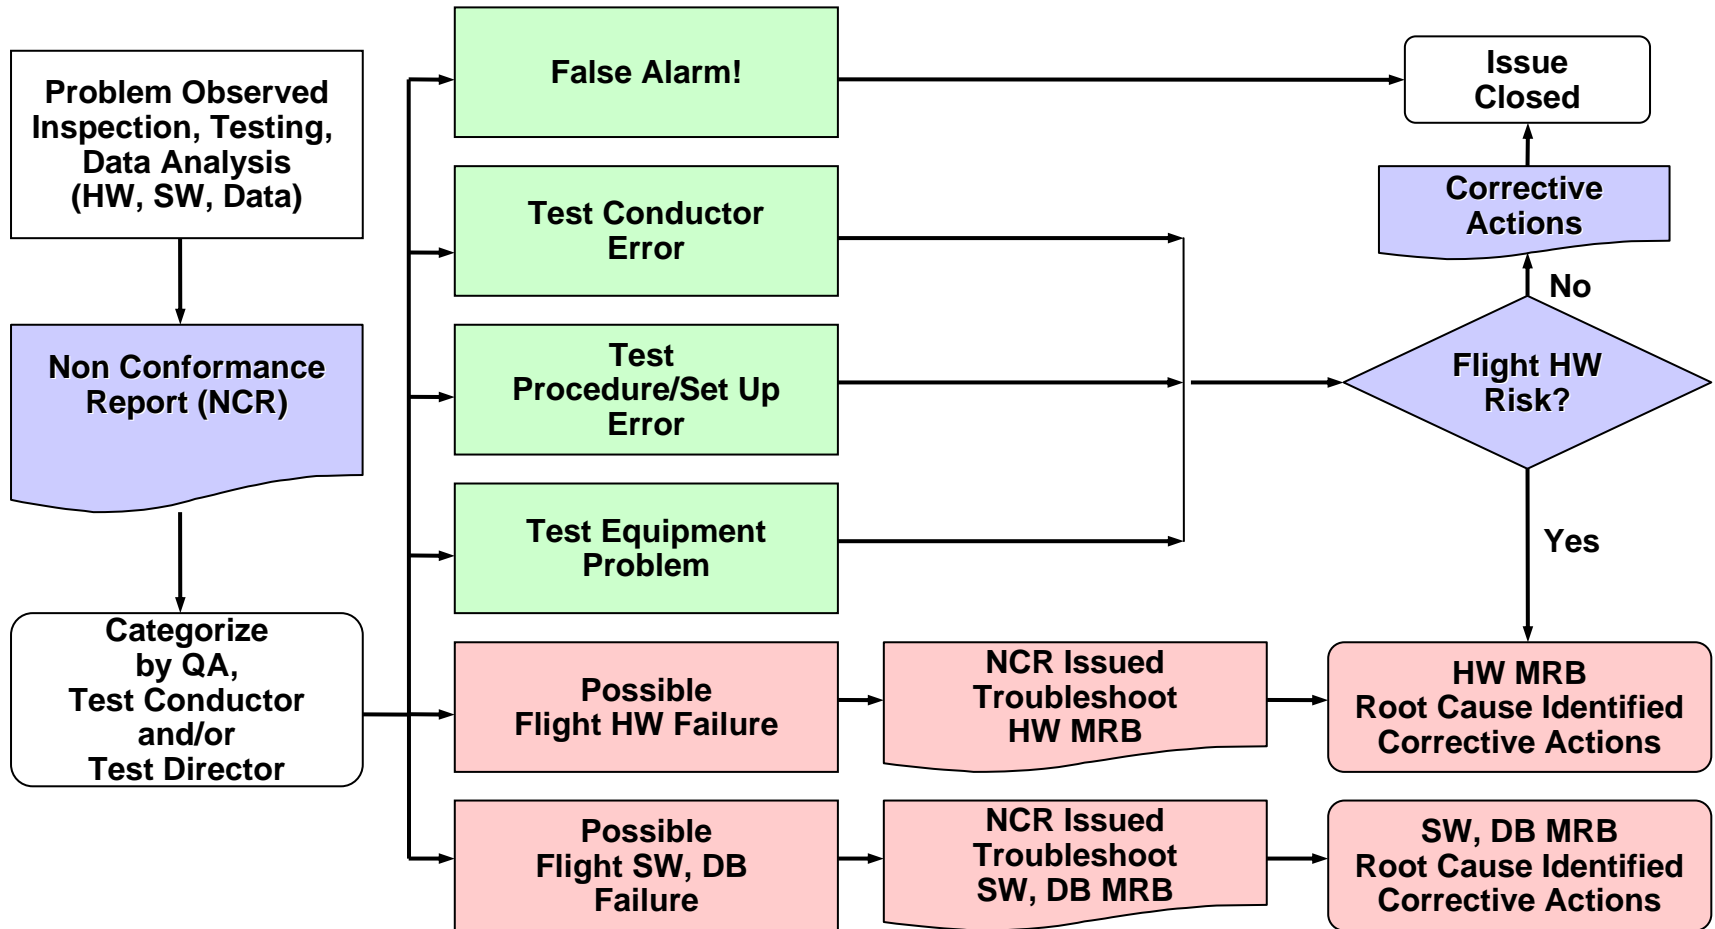 Problem Observed
Inspection, Testing,
Data Analysis
(HW, SW, Data)
Non Conformance
Report (NCR)
Categorize
by QA,
Test Conductor
and/or
Test Director
False Alarm!
Test Conductor
Error
Test
Procedure/Set Up
Error
Test Equipment
Problem
Possible
Flight HW Failure
Possible
Flight SW, DB
Failure
NCR Issued
Troubleshoot
HW MRB
NCR Issued
Troubleshoot
SW, DB MRB
Issue
Closed
Corrective
Actions
No
Flight HW
Risk?
Yes
HW MRB
Root Cause Identified
Corrective Actions
SW, DB MRB
Root Cause Identified
Corrective Actions